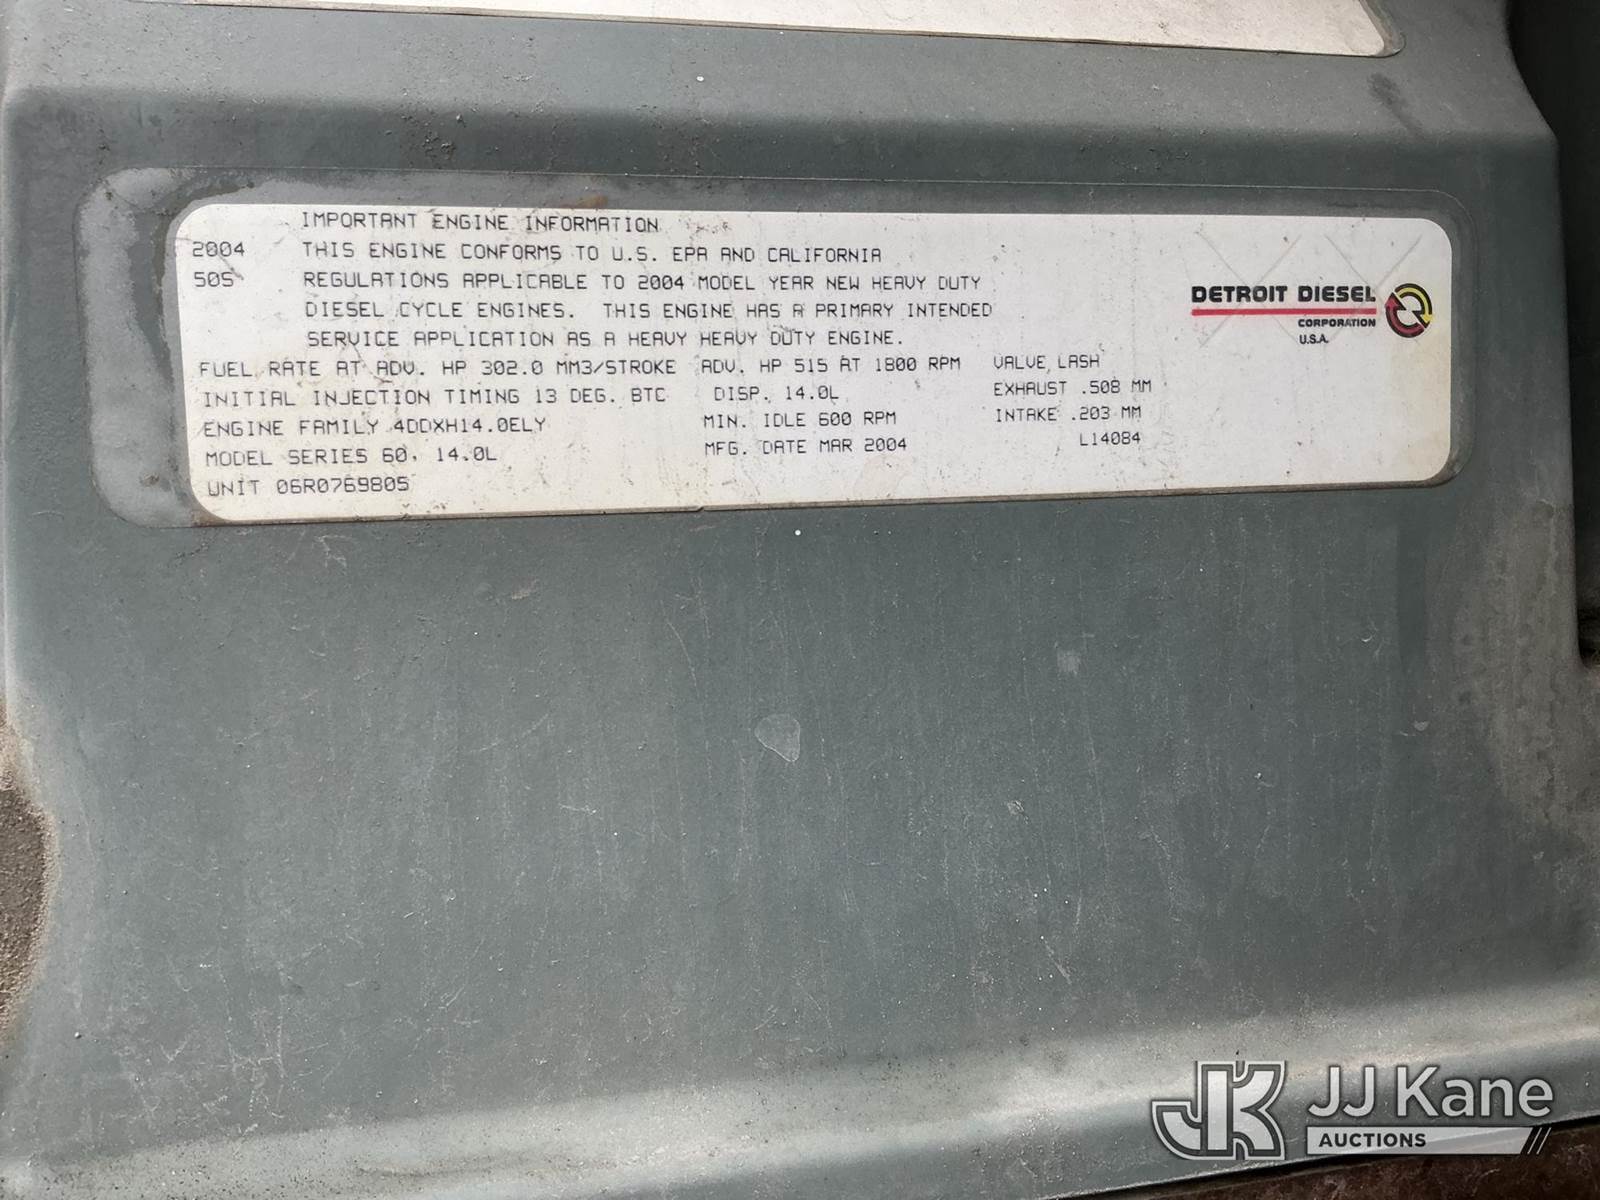 IMPORTANT ENGINE INFORMATION
2004 THIS ENGINE CONFORMS TO U.S. EPA AND CALIFORNIA
505 REGULATIONS APPLICABLE TO 2004 MODEL YEAR NEW HEAVY DUTY
DIESEL CYCLE ENGINES. THIS ENGINE HAS A PRIMARY INTENDED
SERVICE APPLICATION AS A HEAVY HEAVY DUTY ENGINE.
FUEL RATE AT ADV. HP 302.0 MM3/STROKE ADV. HP 515 AT 1800 RPM VALVE LASH
INITIAL INJECTION TIMING 13 DEG. BTC DISP. 14.0L EXHAUST .508 MM
ENGINE FAMILY 4DDXH14.0ELY MIN. IDLE 600 RPM INTAKE .203 MM
MODEL SERIES 60, 14.0L MFG. DATE MAR 2004 L14084
UNIT 06R0769805
DETROIT DIESEL
CORPORATION
U.S.A.
JK JJ Kane
AUCTIONS